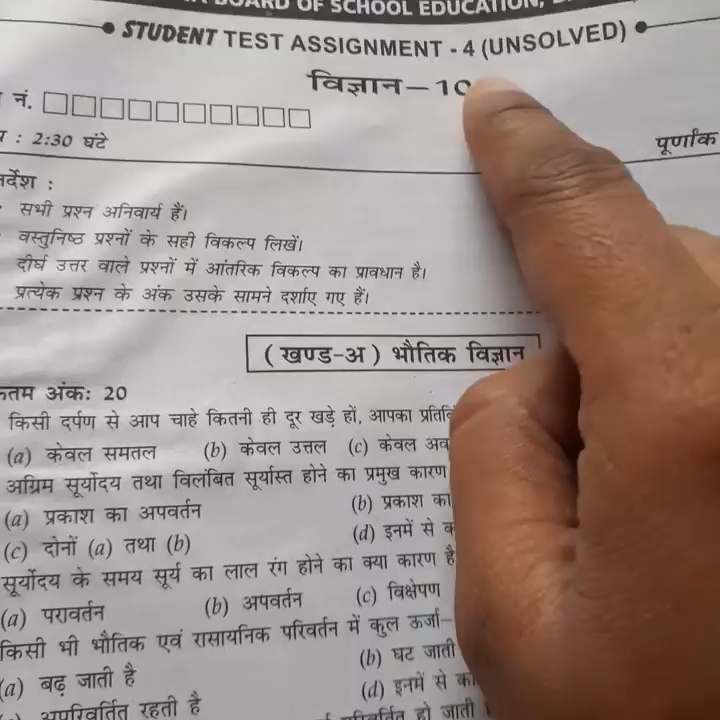 BOARD OF SCHOOL EDUCATION,
STUDENT TEST ASSIGNMENT - 4 (UNSOLVED)
विज्ञान – 10
नं.
: 2:30 घंटे
पूर्णांक
सभी प्रश्न अनिवार्य हैं।
वस्तुनिष्ठ प्रश्नों के सही विकल्प लिखें।
दीर्घ उत्तर वाले प्रश्नों में आंतरिक विकल्प का प्रावधान है।
प्रत्येक प्रश्न के अंक उसके सामने दर्शाए गए हैं।
( खण्ड-अ ) भौतिक विज्ञान
अंक: 20
किसी दर्पण से आप चाहे कितनी ही दूर खड़े हों, आपका
(a) केवल समतल (b) केवल उत्तल (c) केवल
अग्रिम सूर्योदय तथा विलंबित सूर्यास्त होने का प्रमुख कारण
(a) प्रकाश का अपवर्तन (b) प्रकाश का
(c) दोनों (a) तथा (b) (d) इनमें से
सूर्योदय के समय सूर्य का लाल रंग होने का क्या कारण है
(a) परावर्तन (b) अपवर्तन (c) विक्षेपण
किसी भी भौतिक एवं रासायनिक परिवर्तन में कुल ऊर्जा–
(a) बढ़ जाती है (b) घट जाती
अपरिवर्तित रहती है (d) इनमें से
हो जाती